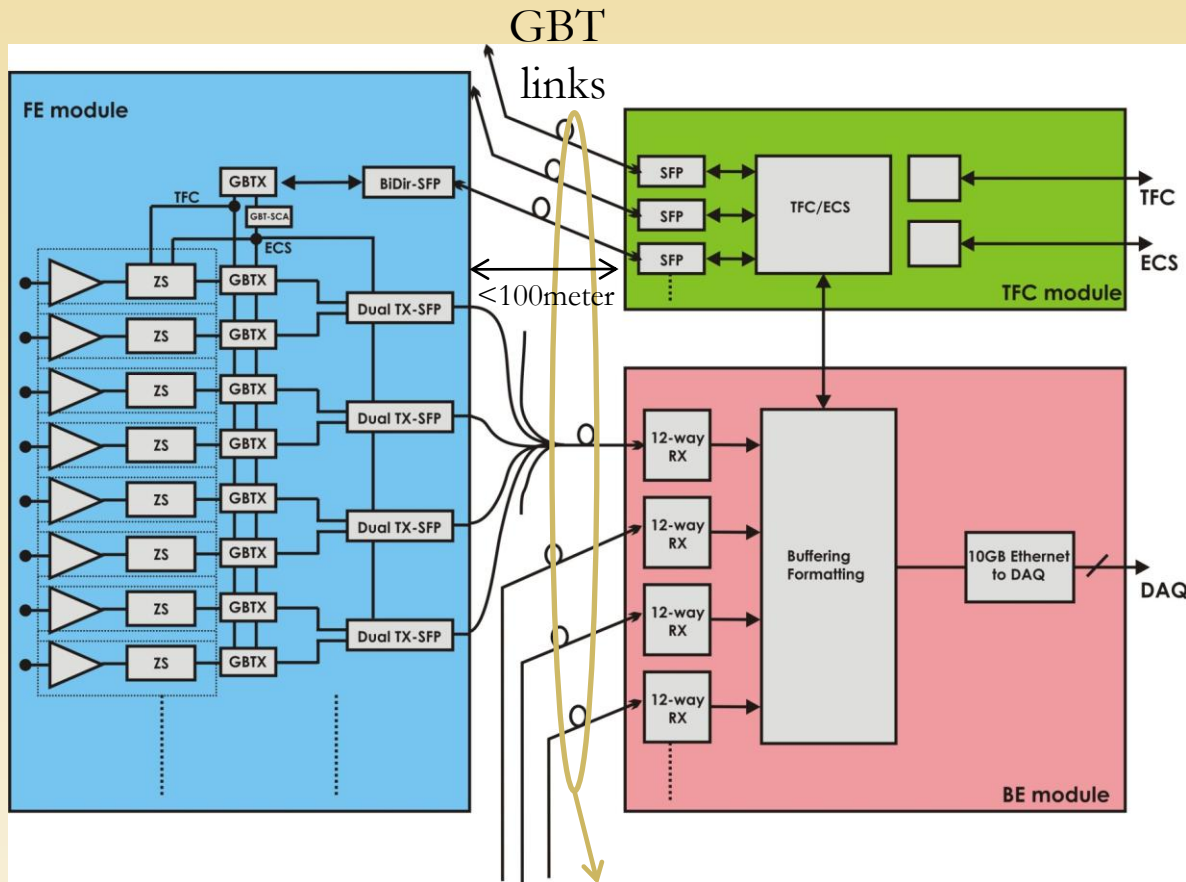 GBT
links
FE module
GBTX
BiDir-SFP
TFC
GBT-SCA
ECS
ZS
GBTX
Dual TX-SFP
ZS
GBTX
ZS
GBTX
Dual TX-SFP
ZS
GBTX
ZS
GBTX
Dual TX-SFP
ZS
GBTX
ZS
GBTX
Dual TX-SFP
ZS
GBTX
<100meter
SFP
SFP
SFP
TFC/ECS
TFC
ECS
TFC module
12-way
RX
12-way
RX
12-way
RX
12-way
RX
Buffering
Formatting
10GB Ethernet
to DAQ
DAQ
BE module